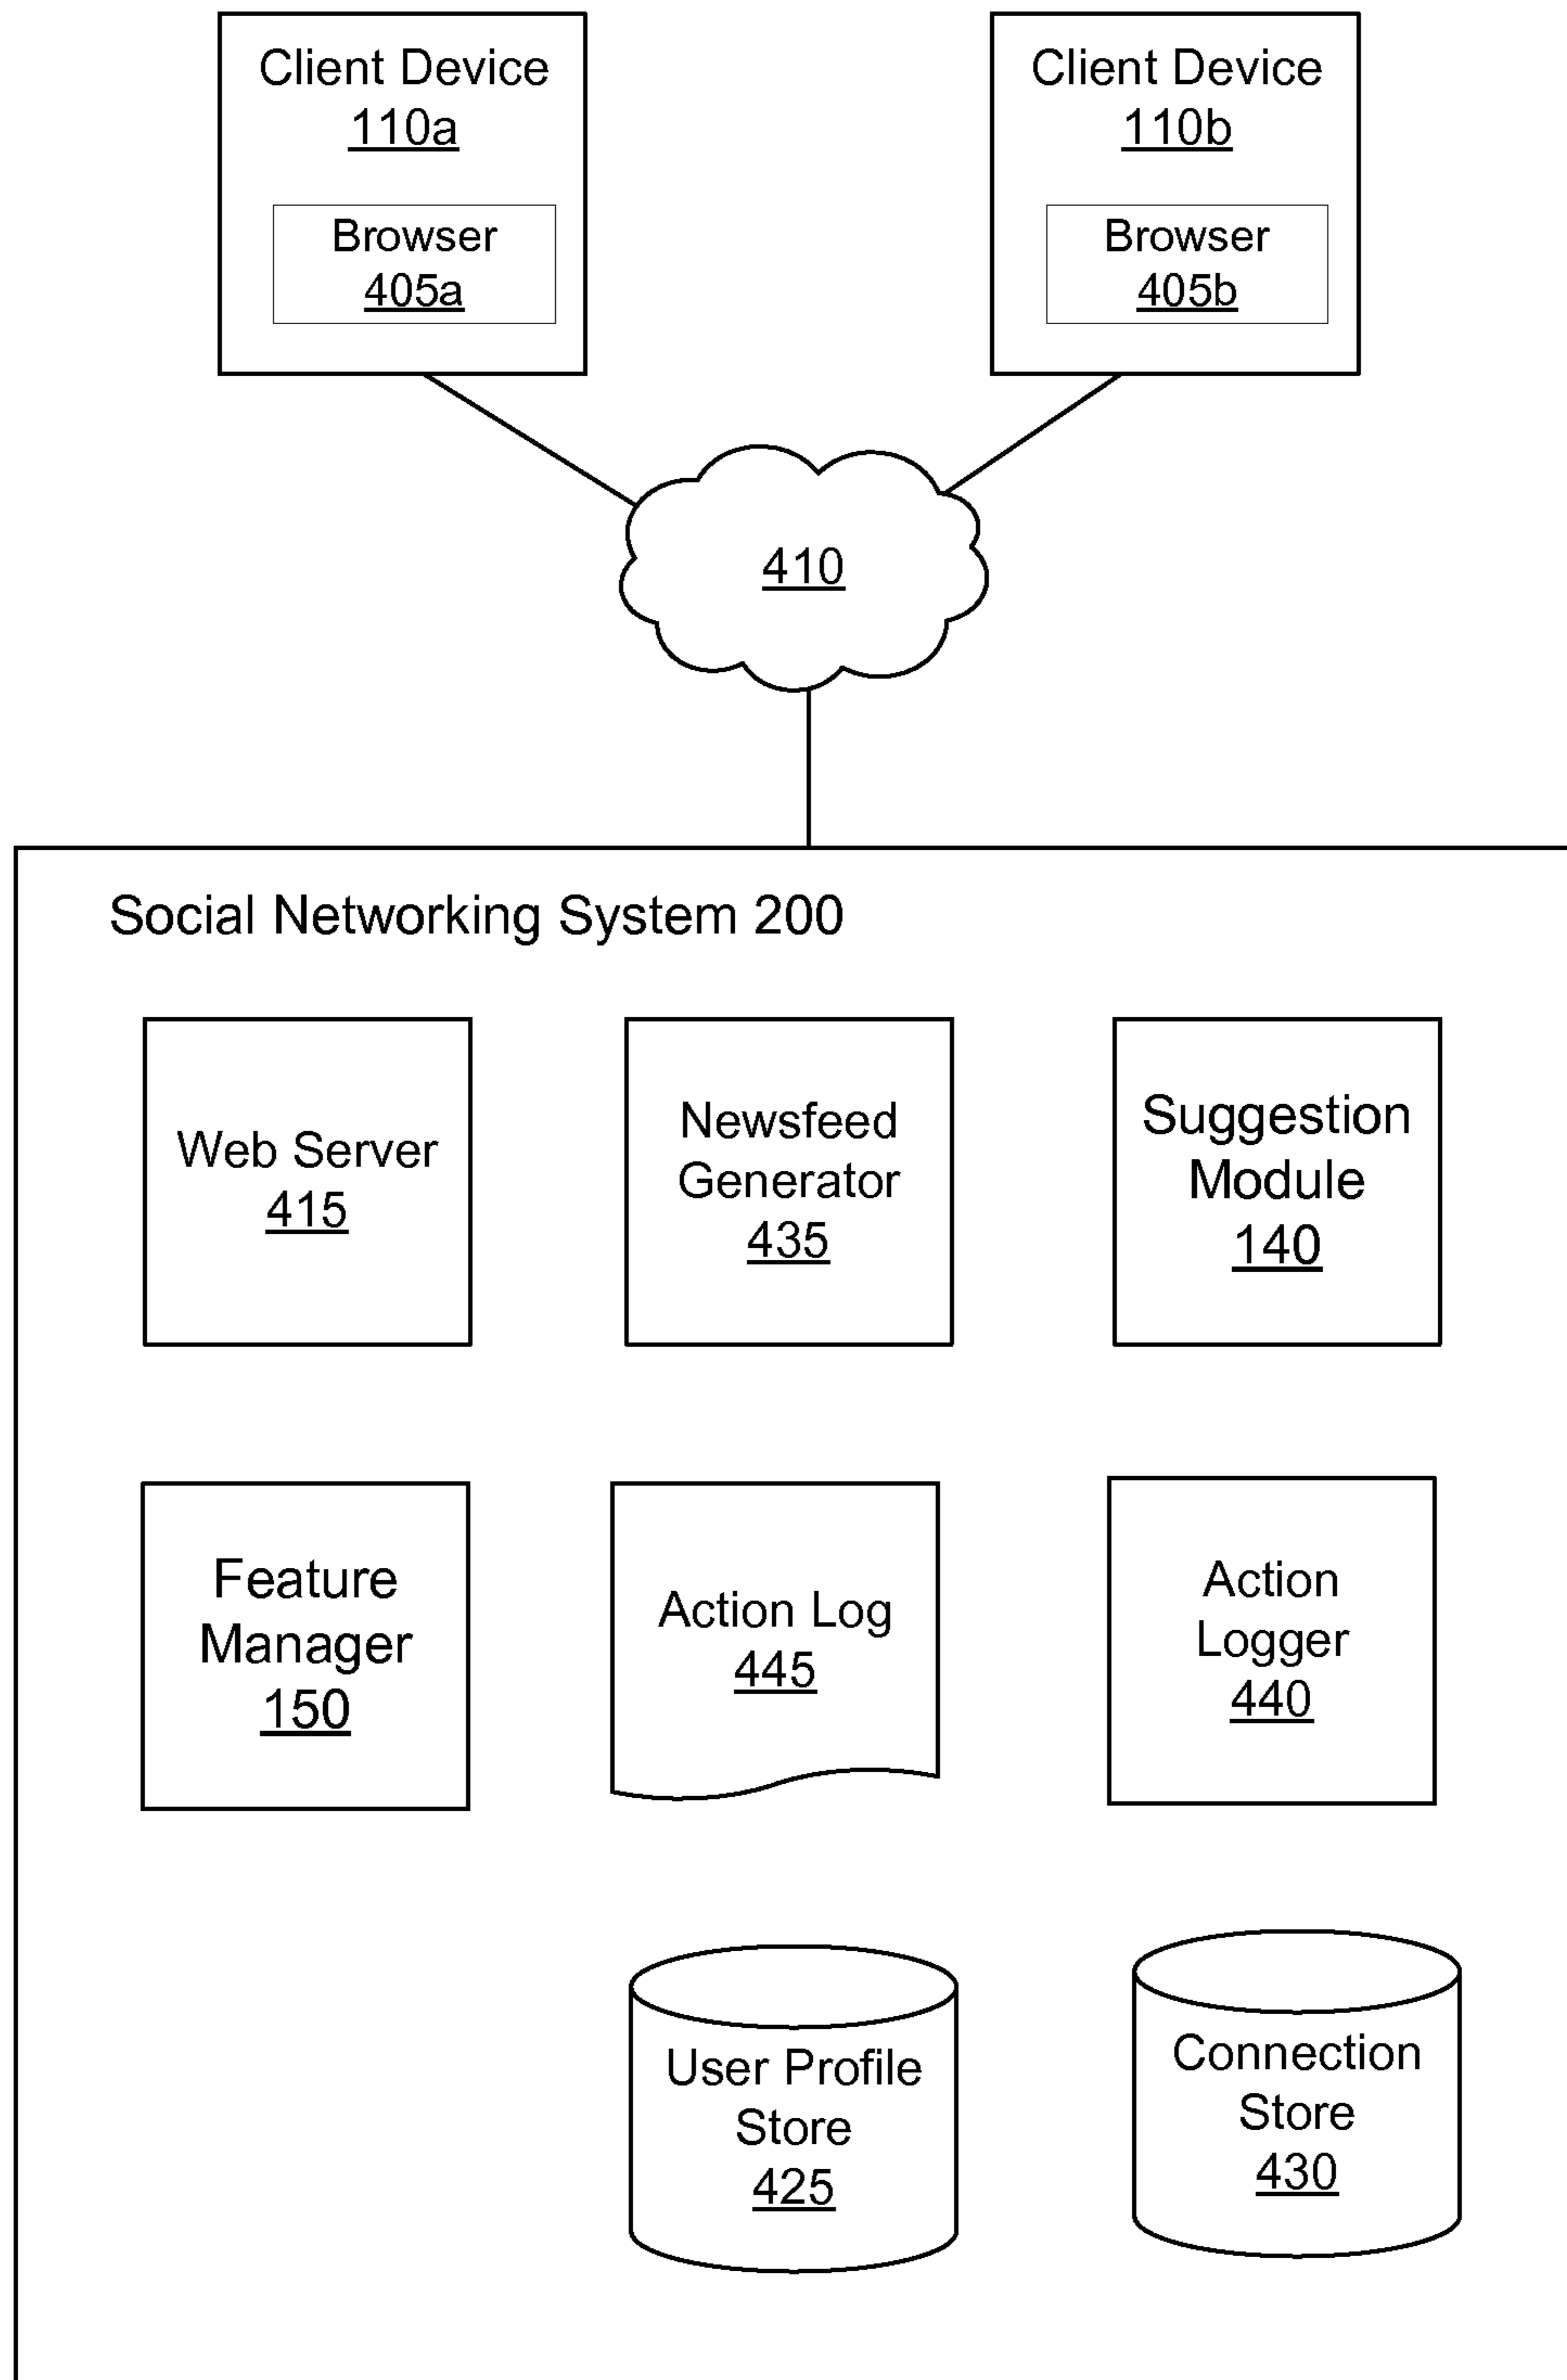 Client Device
110a
Browser
405a
Client Device
110b
Browser
405b
410
Social Networking System 200
Web Server
415
Newsfeed
Generator
435
Suggestion
Module
140
Feature
Manager
150
Action Log
445
Action
Logger
440
User Profile
Store
425
Connection
Store
430